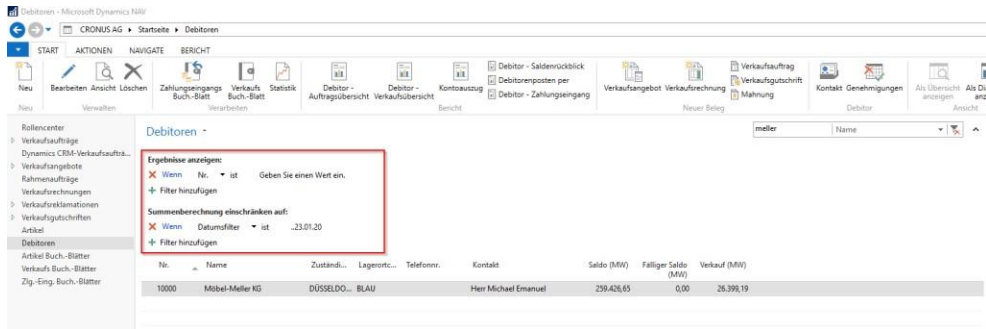 Debitoren - Microsoft Dynamics NAV
CRONUS AG ▸ Startseite ▸ Debitoren
START AKTIONEN NAVIGATE BERICHT
Neu
Bearbeiten Ansicht Löschen
Zahlungseingangs Buch.-Blatt
Verkaufs Buch.-Blatt
Statistik
Debitor - Auftragsübersicht
Debitor - Verkaufsübersicht
Kontoauszug
Debitor - Saldenrückblick
Debitorenposten per
Debitor - Zahlungseingang
Verkaufsangebot Verkaufsrechnung
Verkaufsauftrag
Verkaufsgutschrift
Mahnung
Kontakt Genehmigungen
Als Übersicht anzeigen
Als Di
anz
Neu Verwalten Verarbeiten Bericht Neuer Beleg Debitor Ansicht
Rollencenter
Verkaufsaufträge
Dynamics CRM-Verkaufsaufträ...
Verkaufsangebote
Rahmenaufträge
Verkaufsrechnungen
Verkaufsreklamationen
Verkaufsgutschriften
Artikel
Debitoren
Artikel Buch.-Blätter
Verkaufs Buch.-Blätter
Zlg.-Eing. Buch.-Blätter
Debitoren
meller Name
Ergebnisse anzeigen:
Wenn Nr. ist Geben Sie einen Wert ein.
Filter hinzufügen
Summenberechnung einschränken auf:
Wenn Datumsfilter ist ..23.01.20
Filter hinzufügen
Nr. Name Zuständi... Lagerortc... Telefonnr. Kontakt Saldo (MW) Fälliger Saldo (MW) Verkauf (MW)
10000 Möbel-Meller KG DÜSSELDO... BLAU Herr Michael Emanuel 259.426,65 0,00 26.399,19